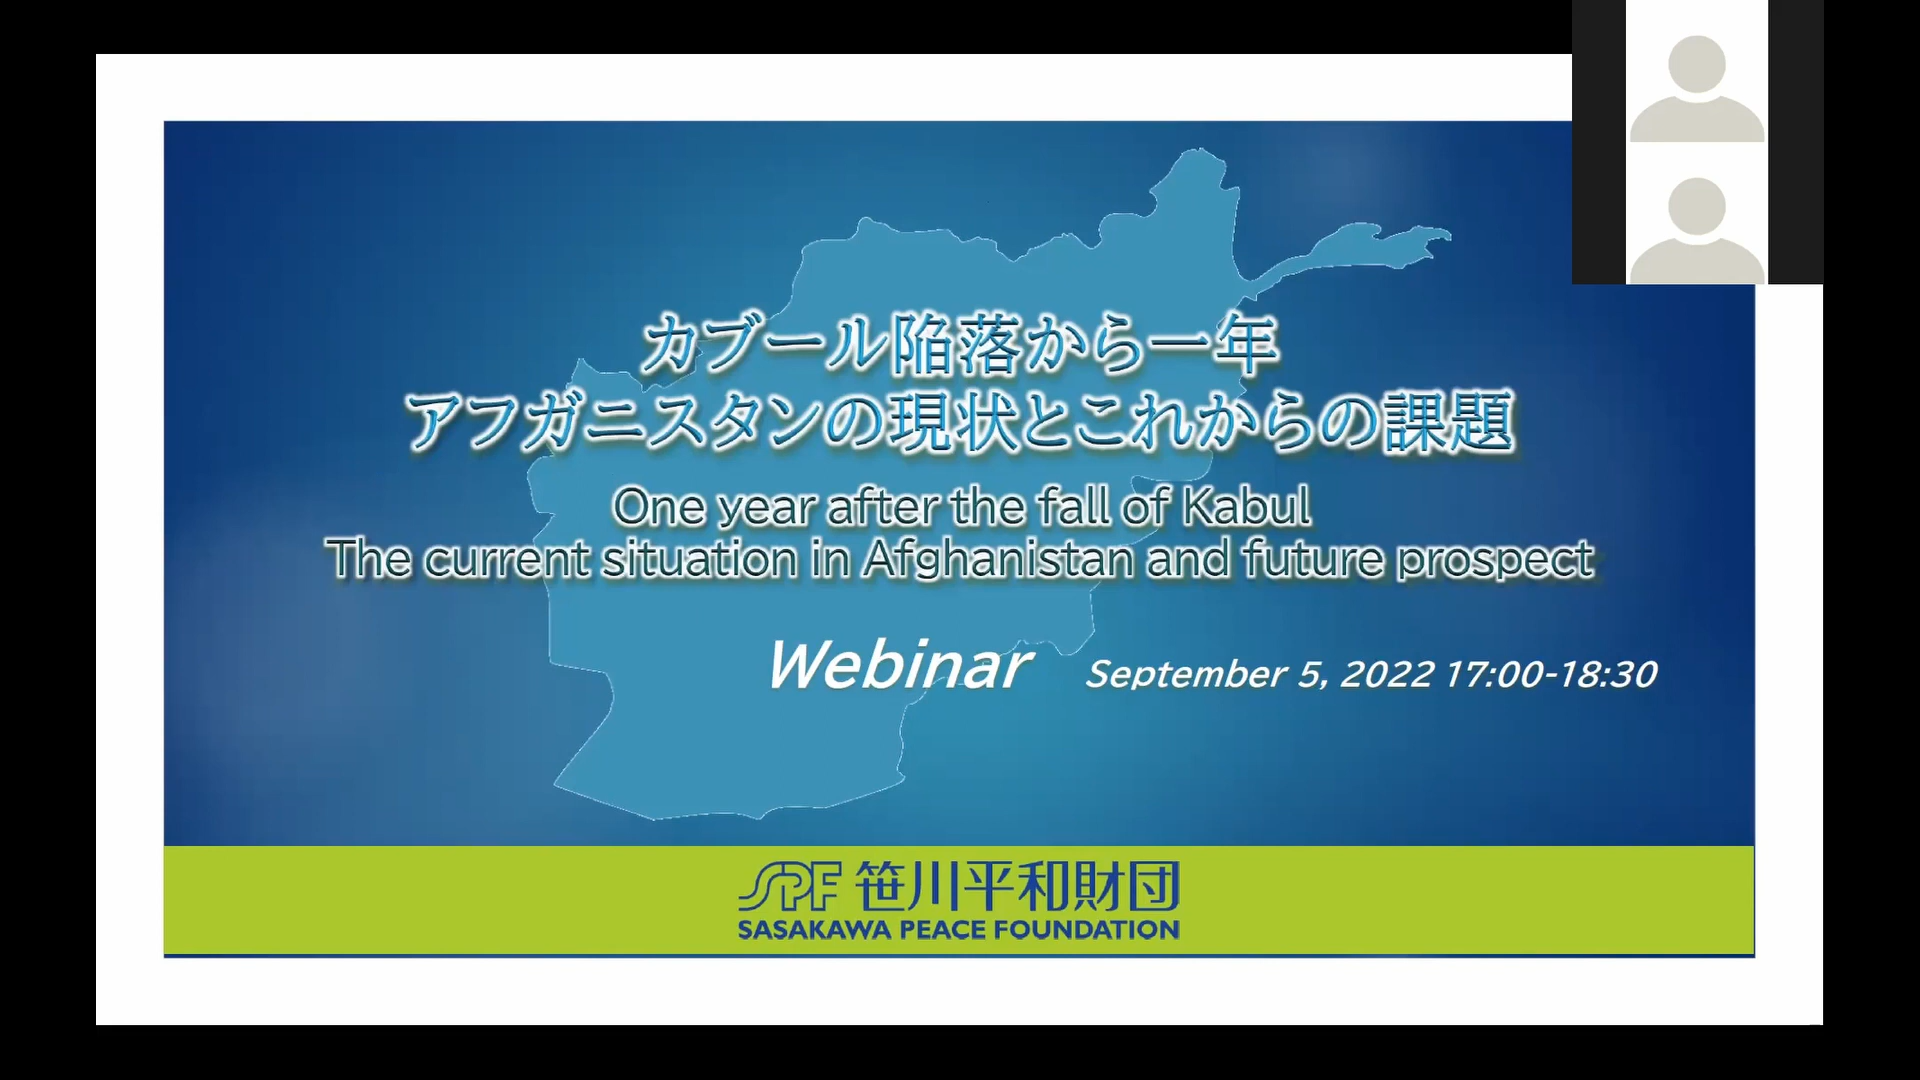 カブール陥落から一年
アフガニスタンの現状とこれからの課題
One year after the fall of Kabul
The current situation in Afghanistan and future prospect
Webinar September 5, 2022 17:00-18:30
SPF 笹川平和財団
SASAKAWA PEACE FOUNDATION